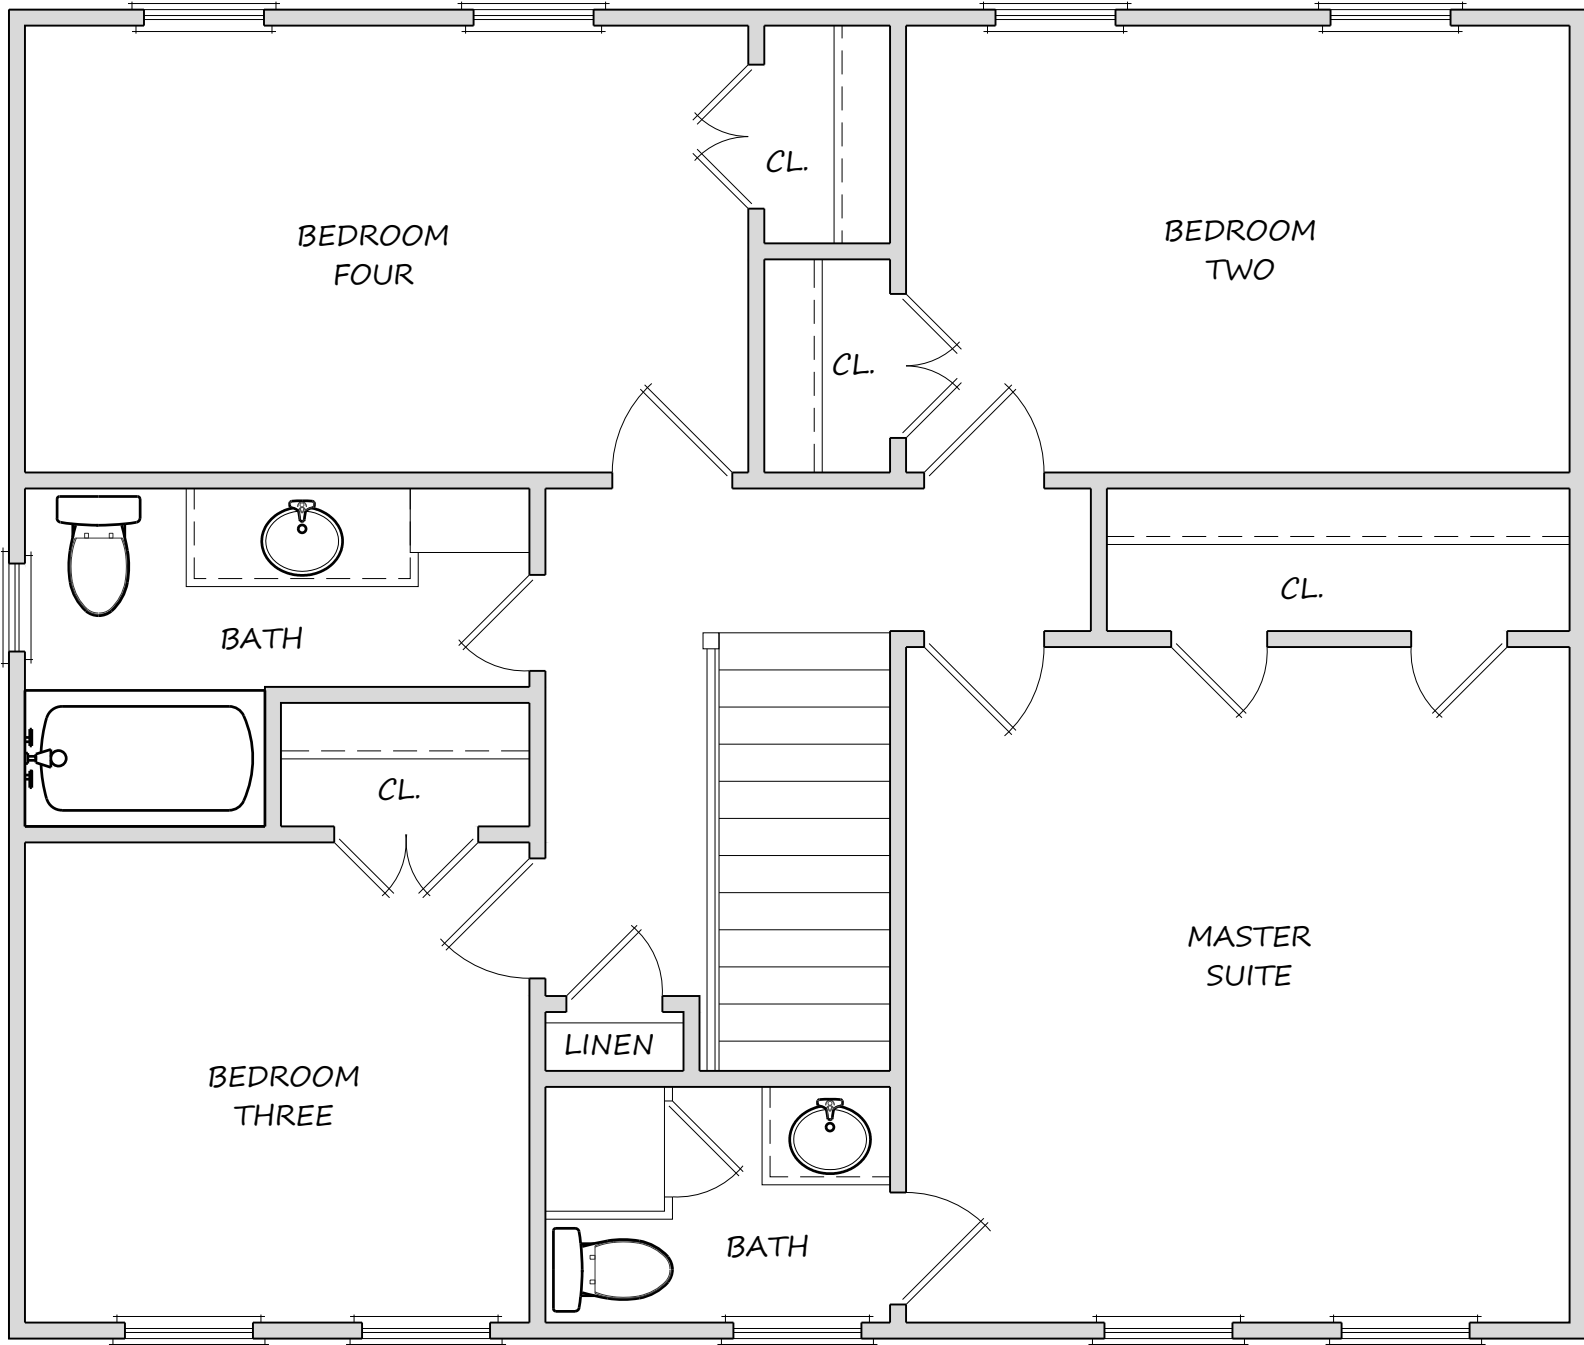 CL.
BEDROOM
FOUR
BEDROOM
TWO
CL.
CL.
BATH
CL.
MASTER
SUITE
LINEN
BEDROOM
THREE
BATH